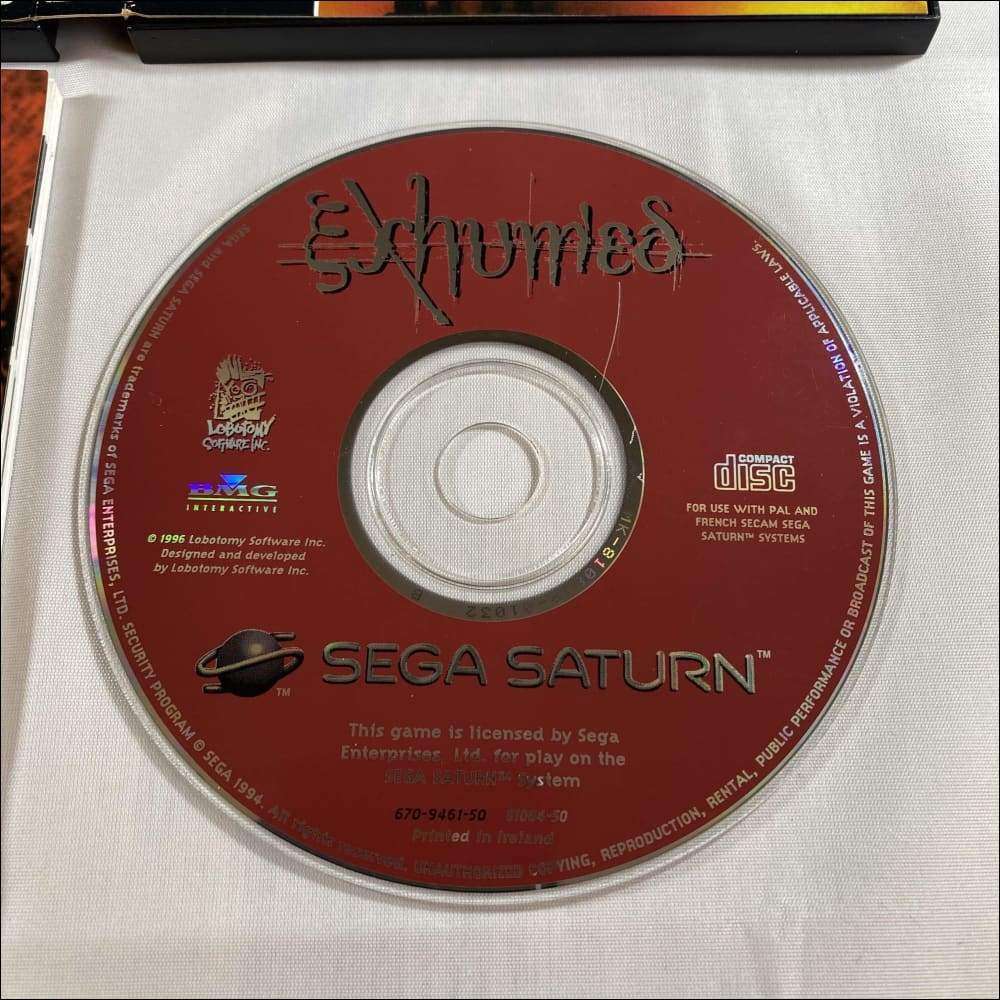 Exhumed
LOBOTOMY
SOFTWARE INC.
BMG
INTERACTIVE
© 1996 Lobotomy Software Inc.
Designed and developed
by Lobotomy Software Inc.
COMPACT
disc
FOR USE WITH PAL AND
FRENCH SECAM SEGA
SATURN™ SYSTEMS
SEGA SATURN™
TM
This game is licensed by Sega
Enterprises, Ltd. for play on the
SEGA SATURN™ System
670-9461-50 81084-50
Printed in Ireland
SEGA and SEGA SATURN are trademarks of SEGA ENTERPRISES, LTD. SECURITY PROGRAM © SEGA 1994. All rights reserved. UNAUTHORIZED COPYING, REPRODUCTION, RENTAL, PUBLIC PERFORMANCE OR BROADCAST OF THIS GAME IS A VIOLATION OF APPLICABLE LAWS.